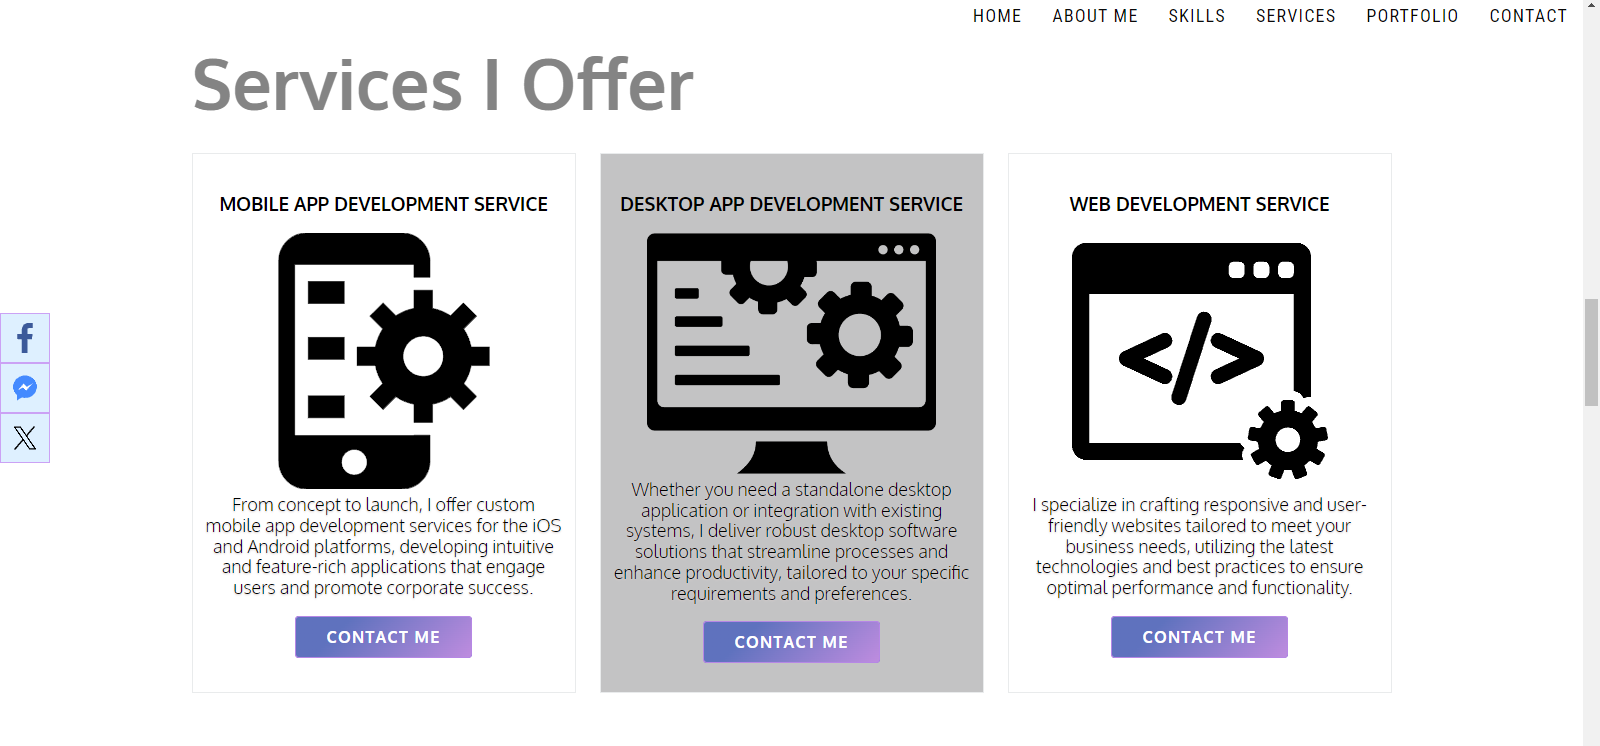 HOME ABOUT ME SKILLS SERVICES PORTFOLIO CONTACT
Services I Offer
MOBILE APP DEVELOPMENT SERVICE
From concept to launch, I offer custom
mobile app development services for the iOS
and Android platforms, developing intuitive
and feature-rich applications that engage
users and promote corporate success.
CONTACT ME
DESKTOP APP DEVELOPMENT SERVICE
Whether you need a standalone desktop
application or integration with existing
systems, I deliver robust desktop software
solutions that streamline processes and
enhance productivity, tailored to your specific
requirements and preferences.
CONTACT ME
WEB DEVELOPMENT SERVICE
</>
I specialize in crafting responsive and user-
friendly websites tailored to meet your
business needs, utilizing the latest
technologies and best practices to ensure
optimal performance and functionality.
CONTACT ME